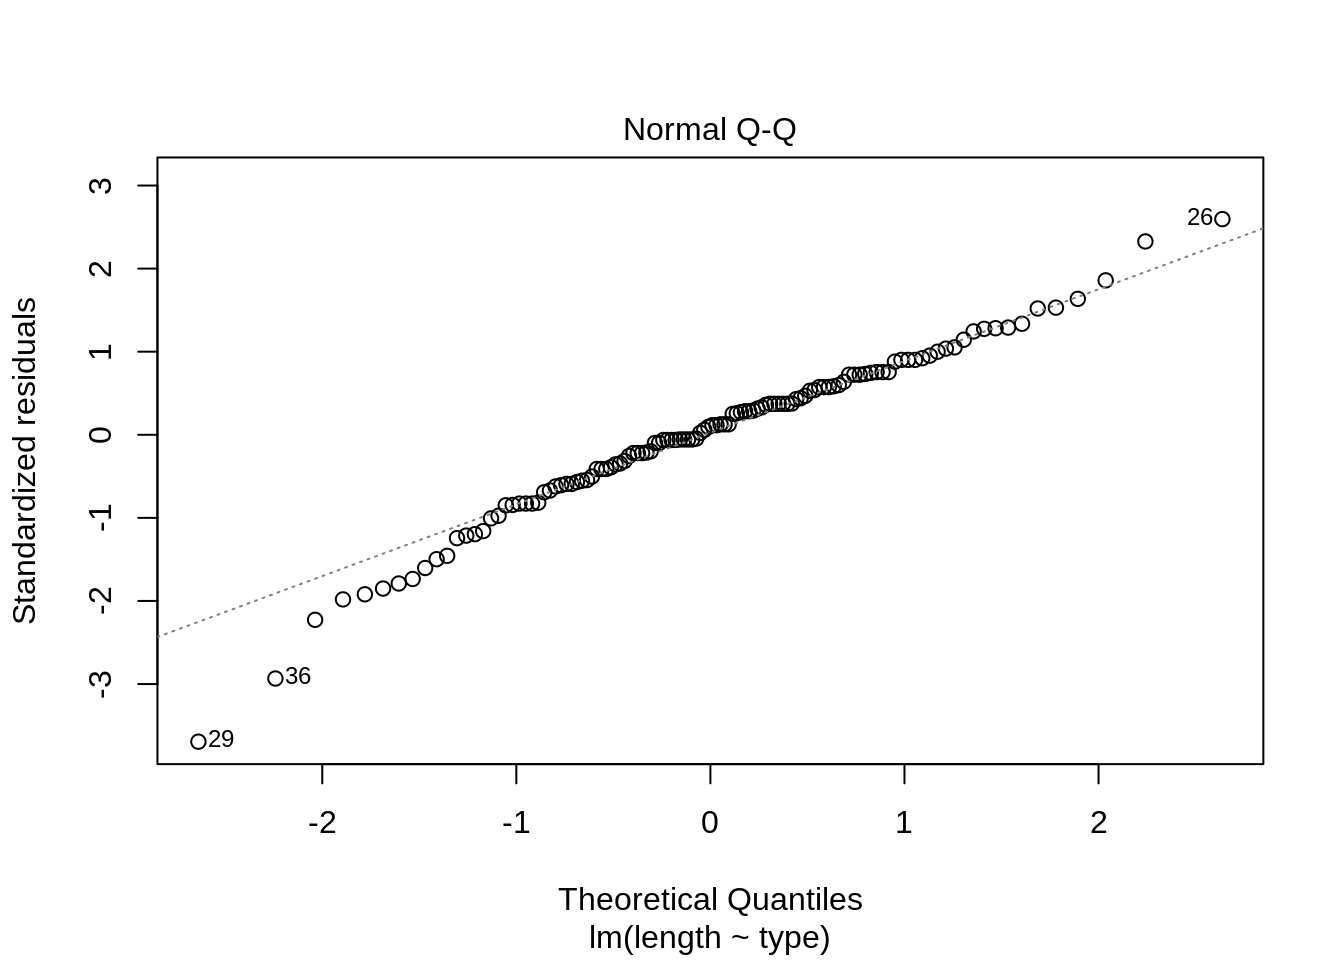 Normal Q-Q
Standardized residuals
3
2
1
0
-1
-2
-3
26
36
29
-2 -1 0 1 2
Theoretical Quantiles
lm(length ~ type)